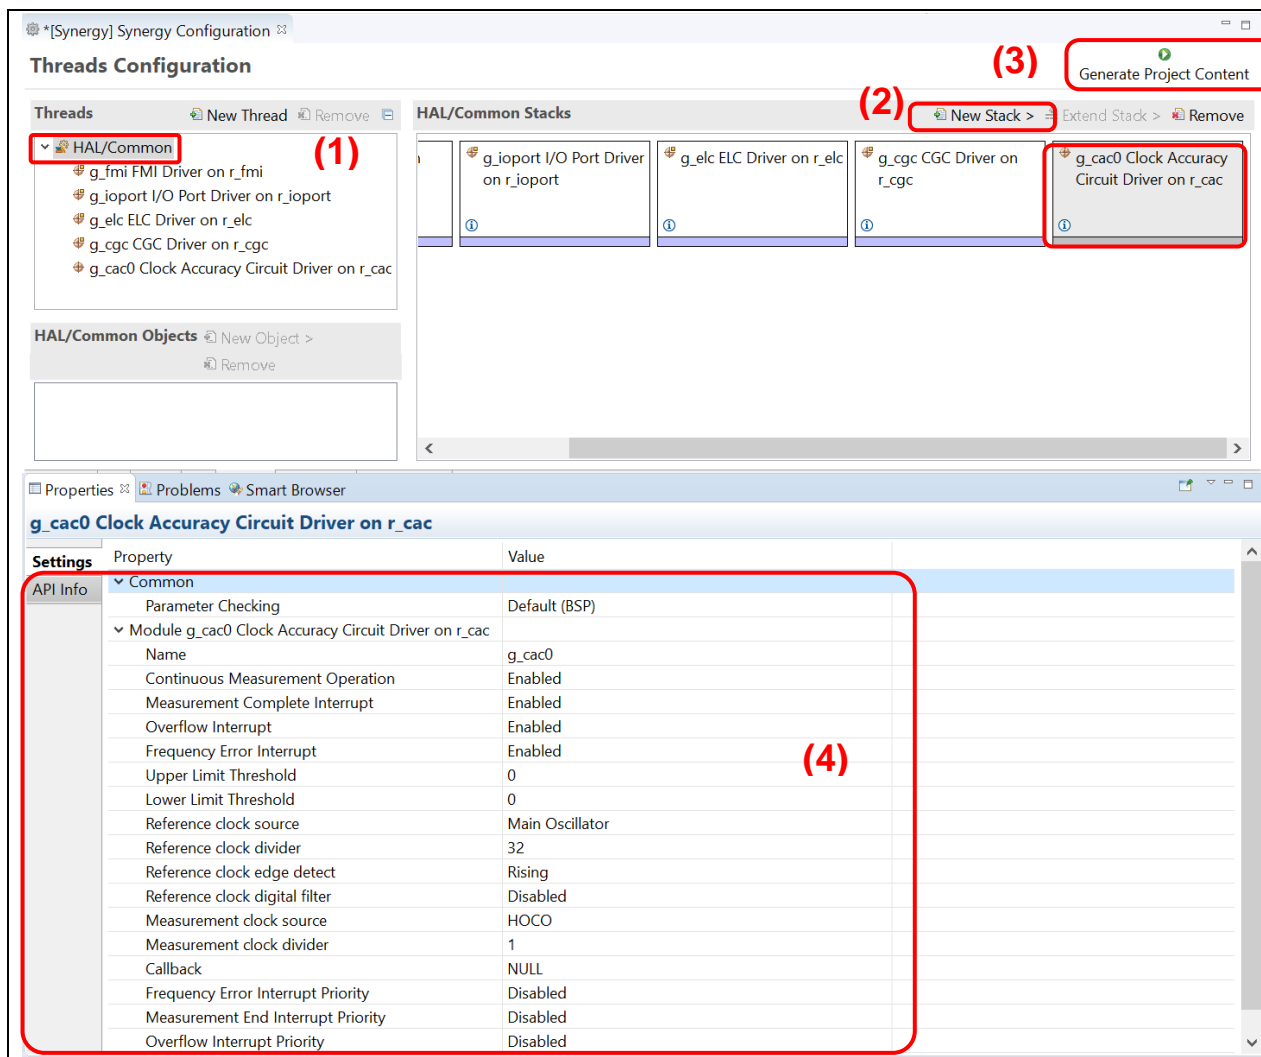 *[Synergy] Synergy Configuration
Threads Configuration
(3)
Generate Project Content
Threads
New Thread
Remove
HAL/Common Stacks
(2)
New Stack >
Extend Stack >
Remove
HAL/Common
(1)
g_fmi FMI Driver on r_fmi
g_ioport I/O Port Driver on r_ioport
g_elc ELC Driver on r_elc
g_cgc CGC Driver on r_cgc
g_cac0 Clock Accuracy Circuit Driver on r_cac
g_ioport I/O Port Driver
on r_ioport
g_elc ELC Driver on r_elc
g_cgc CGC Driver on
r_cgc
g_cac0 Clock Accuracy
Circuit Driver on r_cac
HAL/Common Objects
New Object >
Remove
Properties
Problems
Smart Browser
g_cac0 Clock Accuracy Circuit Driver on r_cac
Settings
API Info
Property Value
Common
Parameter Checking Default (BSP)
Module g_cac0 Clock Accuracy Circuit Driver on r_cac
Name g_cac0
Continuous Measurement Operation Enabled
Measurement Complete Interrupt Enabled
Overflow Interrupt Enabled
Frequency Error Interrupt Enabled
(4)
Upper Limit Threshold 0
Lower Limit Threshold 0
Reference clock source Main Oscillator
Reference clock divider 32
Reference clock edge detect Rising
Reference clock digital filter Disabled
Measurement clock source HOCO
Measurement clock divider 1
Callback NULL
Frequency Error Interrupt Priority Disabled
Measurement End Interrupt Priority Disabled
Overflow Interrupt Priority Disabled